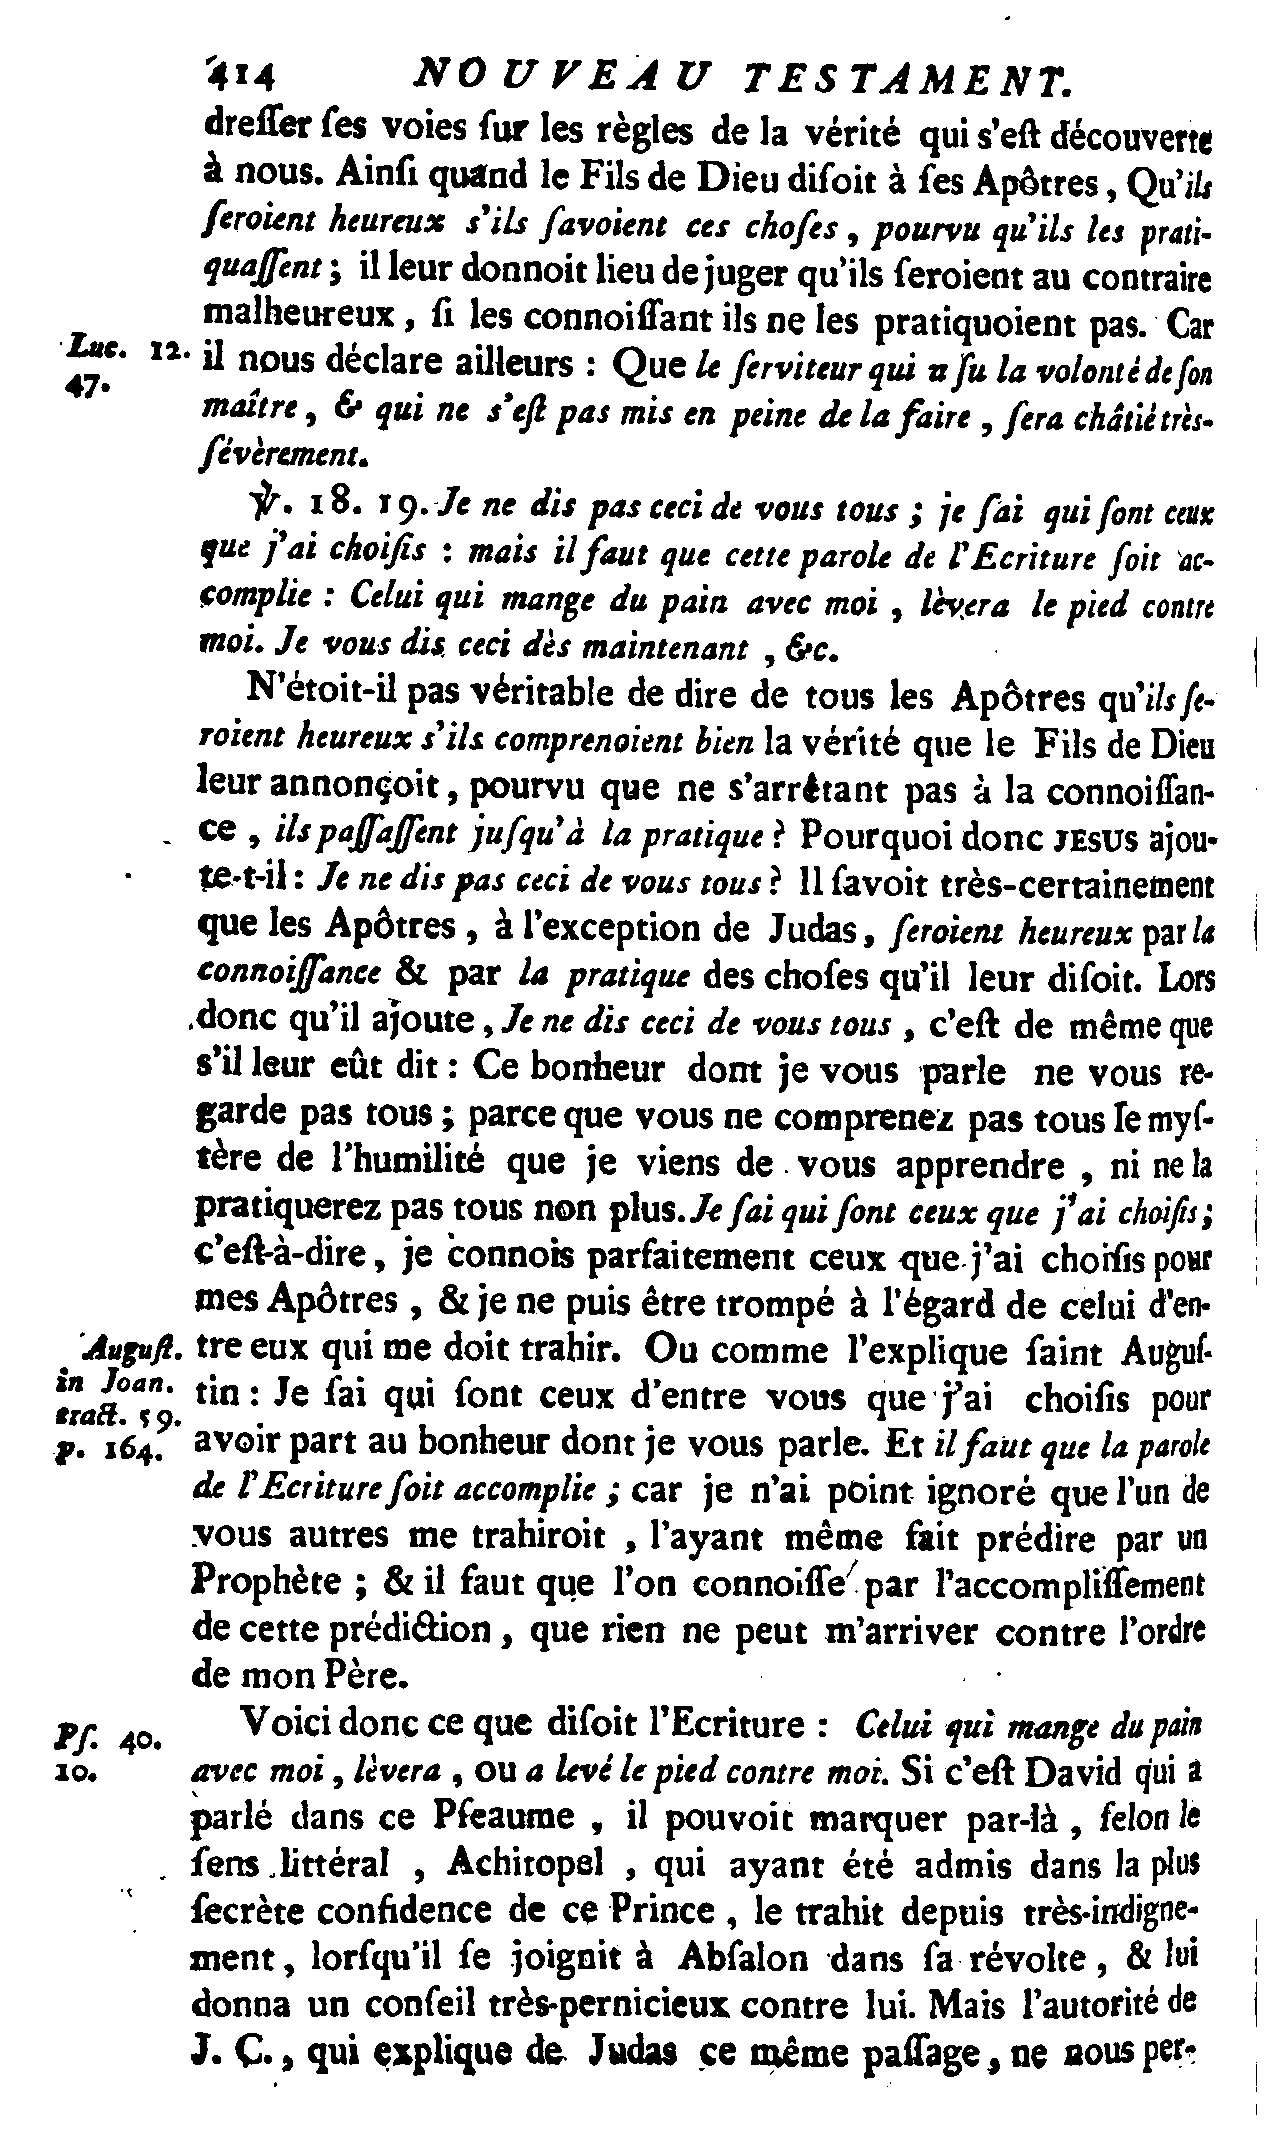 414 NOUVEAU TESTAMENT.
dreſſer ſes voies ſur les règles de la vérité qui s'eſt découverte
à nous. Ainſi quand le Fils de Dieu diſoit à ſes Apôtres, Qu'ils
ſeroient heureux s'ils ſavoient ces choſes, pourvu qu'ils les prati-
quaſſent; il leur donnoit lieu de juger qu'ils ſeroient au contraire
malheureux, ſi les connoiſſant ils ne les pratiquoient pas. Car
Luc. 12. il nous déclare ailleurs : Que le ſerviteur qui a ſu la volonté de ſon
47.
maître, & qui ne s'eſt pas mis en peine de la faire, ſera châtié très-
ſévèrement.
℣. 18. 19. Je ne dis pas ceci de vous tous; je ſai qui ſont ceux
que j'ai choiſis : mais il faut que cette parole de l'Ecriture ſoit ac-
complie : Celui qui mange du pain avec moi, lèvera le pied contre
moi. Je vous dis ceci dès maintenant, &c.
N'étoit-il pas véritable de dire de tous les Apôtres qu'ils ſe-
roient heureux s'ils comprenoient bien la vérité que le Fils de Dieu
leur annonçoit, pourvu que ne s'arrêtant pas à la connoiſſan-
ce, ils paſſaſſent juſqu'à la pratique? Pourquoi donc JESUS ajou-
te-t-il: Je ne dis pas ceci de vous tous? Il ſavoit très-certainement
que les Apôtres, à l'exception de Judas, ſeroient heureux par la
connoiſſance & par la pratique des choſes qu'il leur diſoit. Lors
donc qu'il ajoute, Je ne dis ceci de vous tous, c'eſt de même que
s'il leur eût dit : Ce bonheur dont je vous parle ne vous re-
garde pas tous; parce que vous ne comprenez pas tous le myſ-
tère de l'humilité que je viens de vous apprendre, ni ne la
pratiquerez pas tous non plus. Je ſai qui ſont ceux que j'ai choiſis;
c'eſt-à-dire, je connois parfaitement ceux que j'ai choiſis pour
mes Apôtres, & je ne puis être trompé à l'égard de celui d'en-
Auguſt. tre eux qui me doit trahir. Ou comme l'explique ſaint Auguſ-
in Joan. tin : Je ſai qui ſont ceux d'entre vous que j'ai choiſis pour
tract. 59.
p. 164. avoir part au bonheur dont je vous parle. Et il faut que la parole
de l'Ecriture ſoit accomplie; car je n'ai point ignoré que l'un de
vous autres me trahiroit, l'ayant même fait prédire par un
Prophète; & il faut que l'on connoiſſe par l'accompliſſement
de cette prédiction, que rien ne peut m'arriver contre l'ordre
de mon Père.
Pſ. 40. Voici donc ce que diſoit l'Ecriture : Celui qui mange du pain
10. avec moi, lèvera, ou a levé le pied contre moi. Si c'eſt David qui a
parlé dans ce Pſeaume, il pouvoit marquer par-là, ſelon le
ſens littéral, Achitopel, qui ayant été admis dans la plus
ſecrète confidence de ce Prince, le trahit depuis très-indigne-
ment, lorſqu'il ſe joignit à Abſalon dans ſa révolte, & lui
donna un conſeil très-pernicieux contre lui. Mais l'autorité de
J. C., qui explique de Judas ce même paſſage, ne nous per-